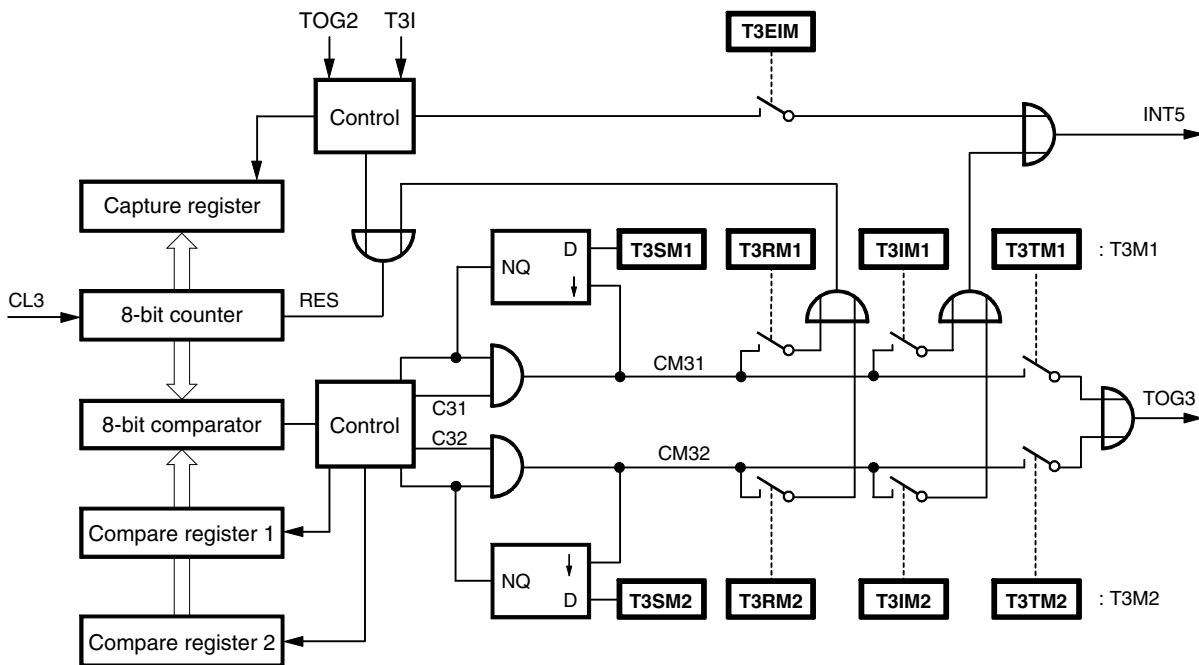 TOG2 T3I
T3EIM
Control
INT5
Capture register
NQ D T3SM1 T3RM1 T3IM1 T3TM1 : T3M1
CL3 8-bit counter RES
CM31
C31
8-bit comparator Control
C32
TOG3
CM32
Compare register 1
NQ
D T3SM2 T3RM2 T3IM2 T3TM2 : T3M2
Compare register 2